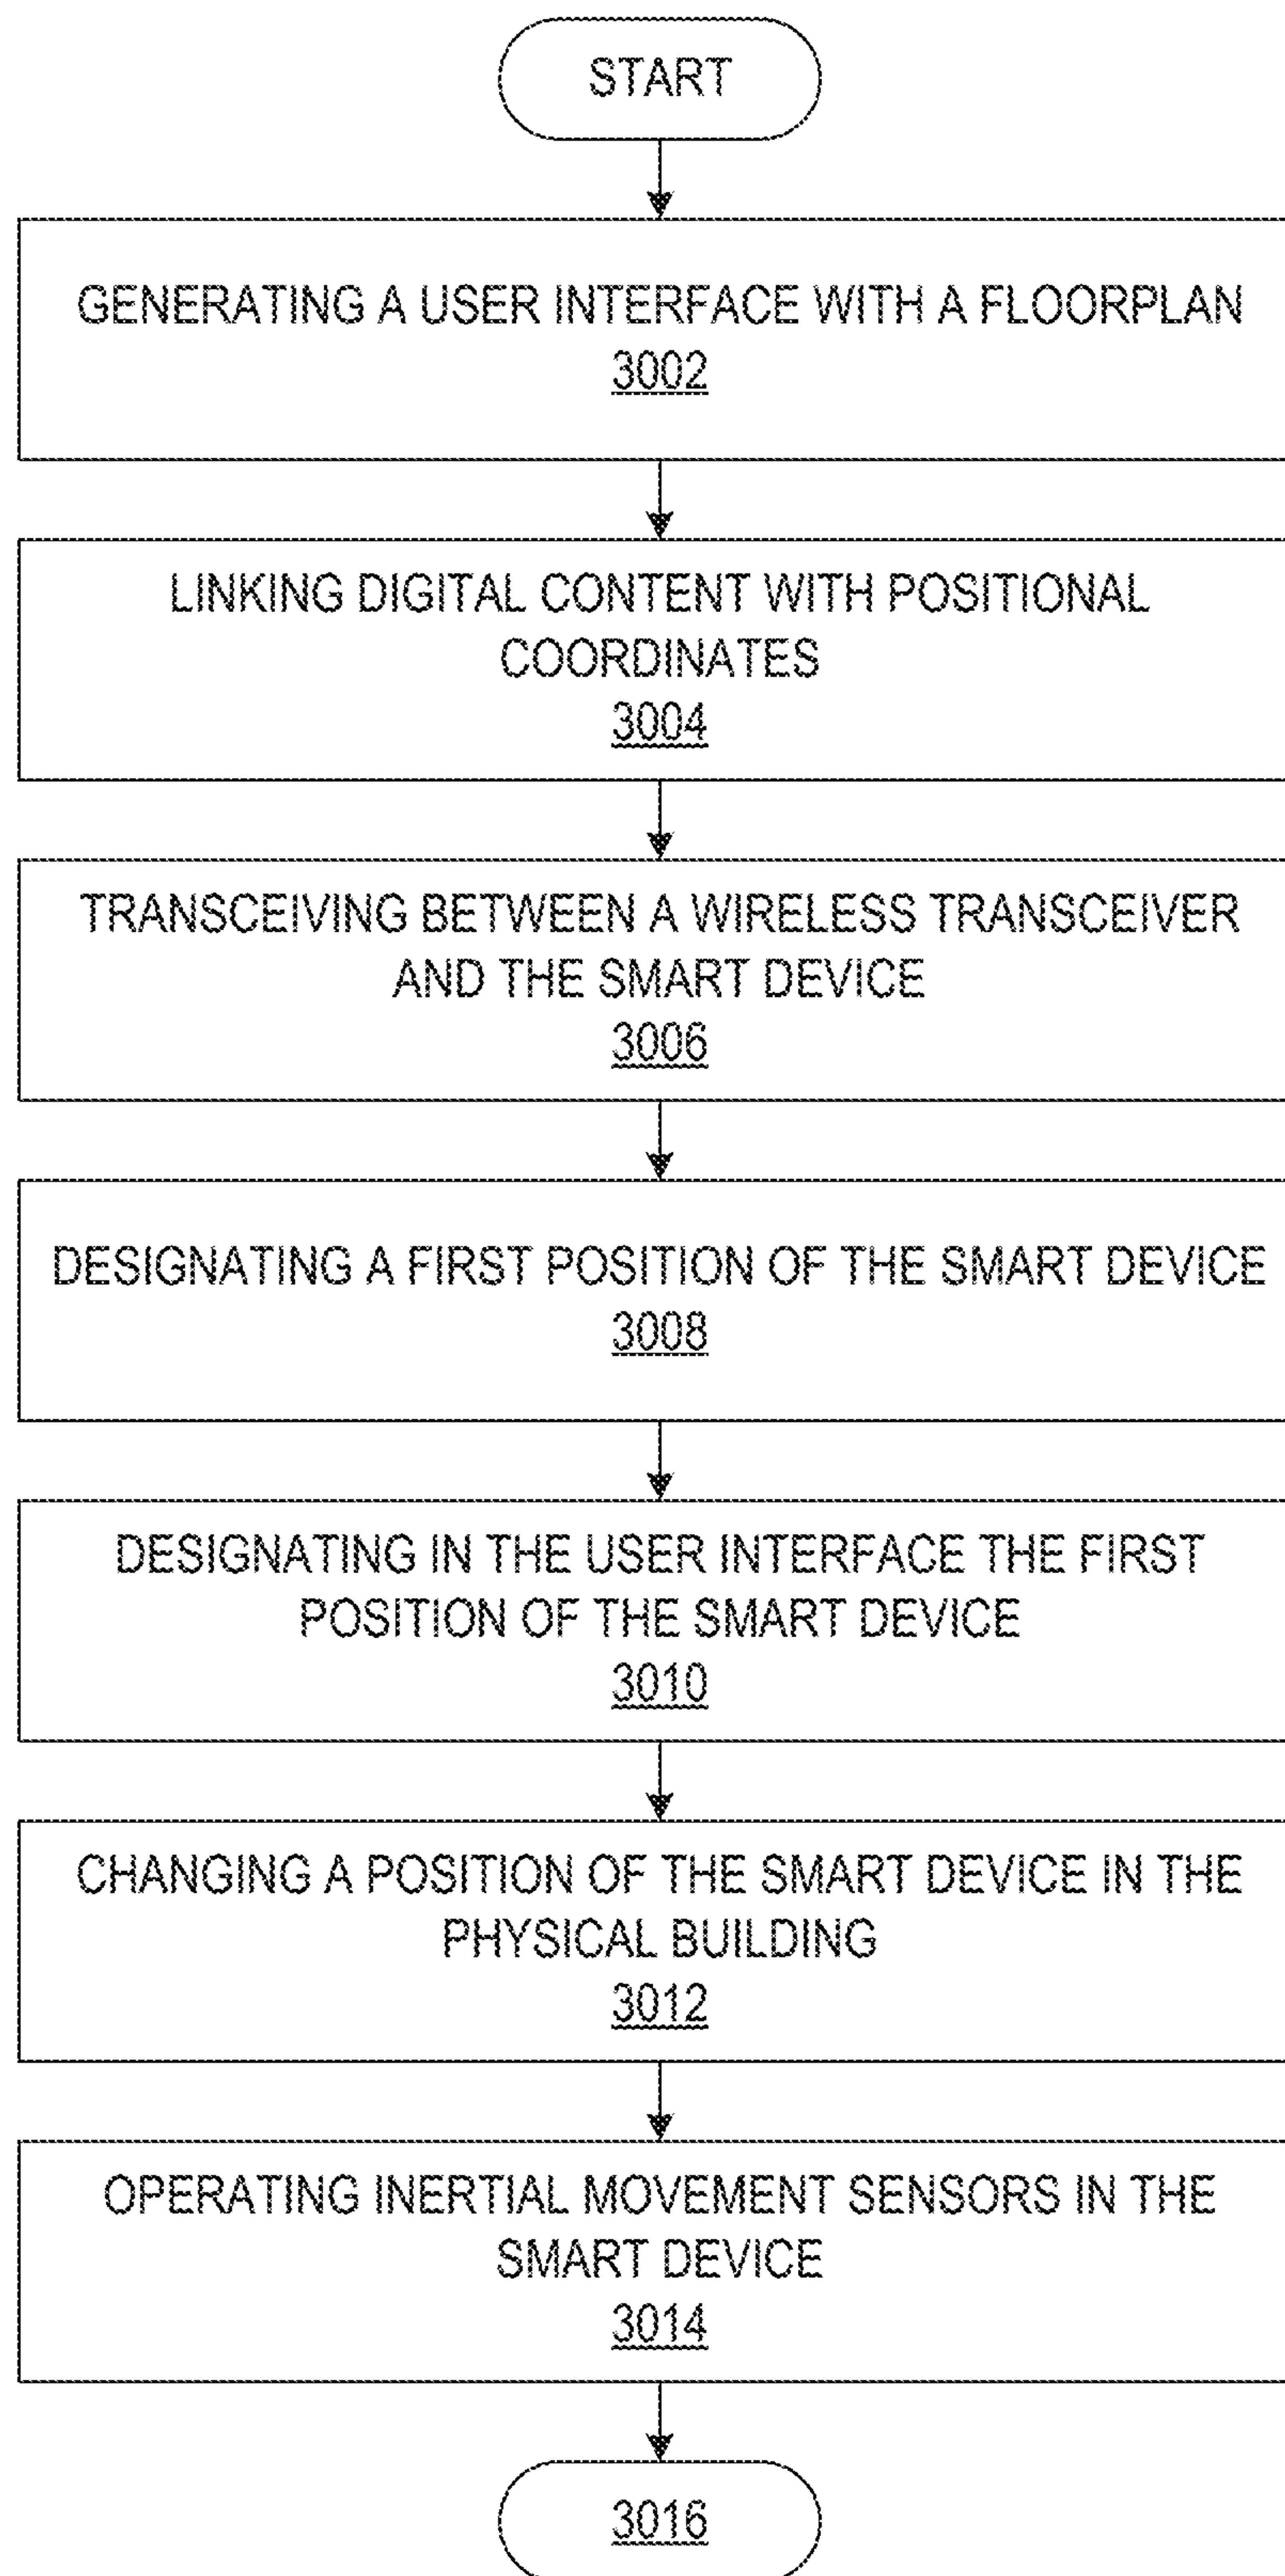 START
GENERATING A USER INTERFACE WITH A FLOORPLAN
3002
LINKING DIGITAL CONTENT WITH POSITIONAL
COORDINATES
3004
TRANSCEIVING BETWEEN A WIRELESS TRANSCEIVER
AND THE SMART DEVICE
3006
DESIGNATING A FIRST POSITION OF THE SMART DEVICE
3008
DESIGNATING IN THE USER INTERFACE THE FIRST
POSITION OF THE SMART DEVICE
3010
CHANGING A POSITION OF THE SMART DEVICE IN THE
PHYSICAL BUILDING
3012
OPERATING INERTIAL MOVEMENT SENSORS IN THE
SMART DEVICE
3014
3016